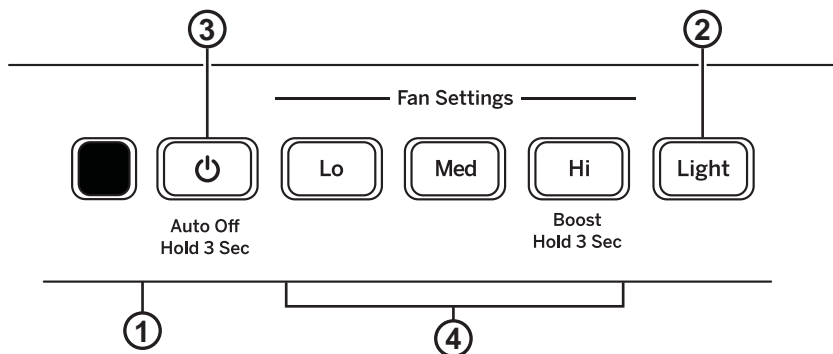 3
2
Fan Settings
Lo
Med
Hi
Light
Auto Off
Hold 3 Sec
Boost
Hold 3 Sec
1
4